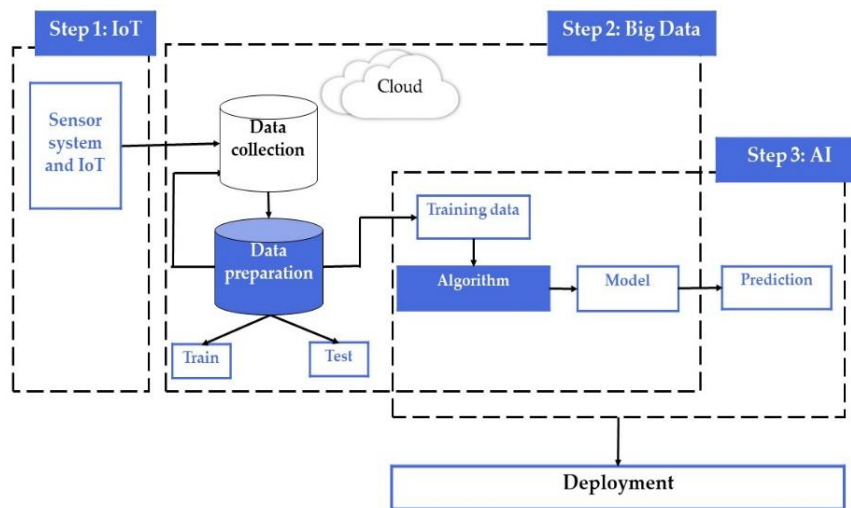 Step 1: IoT
Step 2: Big Data
Cloud
Sensor
system
and IoT
Data
collection
Step 3: AI
Training data
Data
preparation
Algorithm
Model
Prediction
Train
Test
Deployment